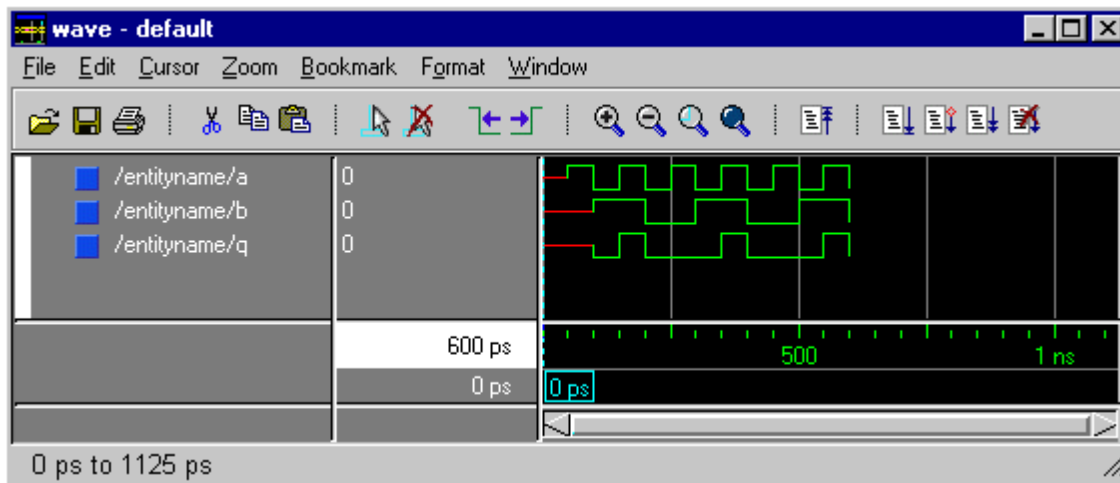 wave - default
File Edit Cursor Zoom Bookmark Format Window
/entityname/a 0
/entityname/b 0
/entityname/q 0
600 ps 500 1 ns
0 ps 0 ps
0 ps to 1125 ps